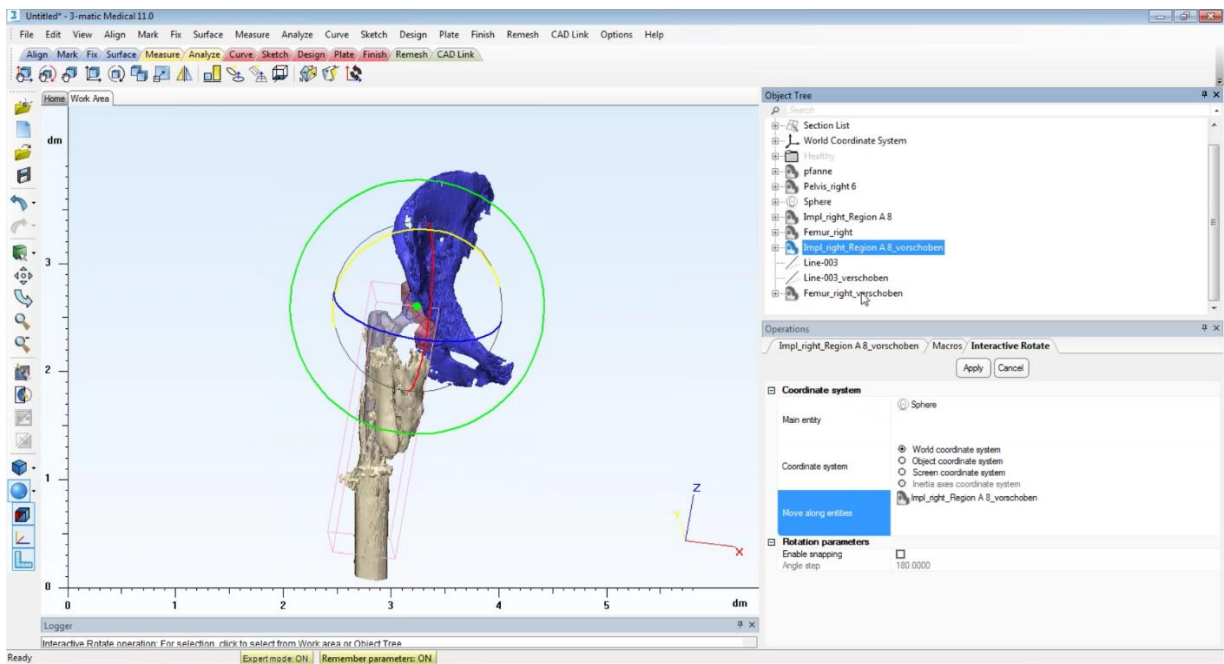 Untitled* - 3-matic Medical 11.0
File Edit View Align Mark Fix Surface Measure Analyze Curve Sketch Design Plate Finish Remesh CAD Link Options Help
Align Mark Fix Surface Measure Analyze Curve Sketch Design Plate Finish Remesh CAD Link
Home Work Area
dm
3
2
1
0
0 1 2 3 4 5 dm
Z
Y
X
Logger
Interactive Rotate operation: For selection, click to select from Work area or Object Tree
Ready
Expert mode: ON Remember parameters: ON
Object Tree
Search
Section List
World Coordinate System
Healthy
pfanne
Pelvis_right 6
Sphere
Impl_right_Region A 8
Femur_right
Impl_right_Region A 8_vorschoben
Line-003
Line-003_verschoben
Femur_right_vorschoben
Operations
Impl_right_Region A 8_vorschoben Macros Interactive Rotate
Apply Cancel
Coordinate system
Main entity
Sphere
Coordinate system
World coordinate system
Object coordinate system
Screen coordinate system
Inertia axes coordinate system
Move along entities
Impl_right_Region A 8_vorschoben
Rotation parameters
Enable snapping
Angle step 180.0000